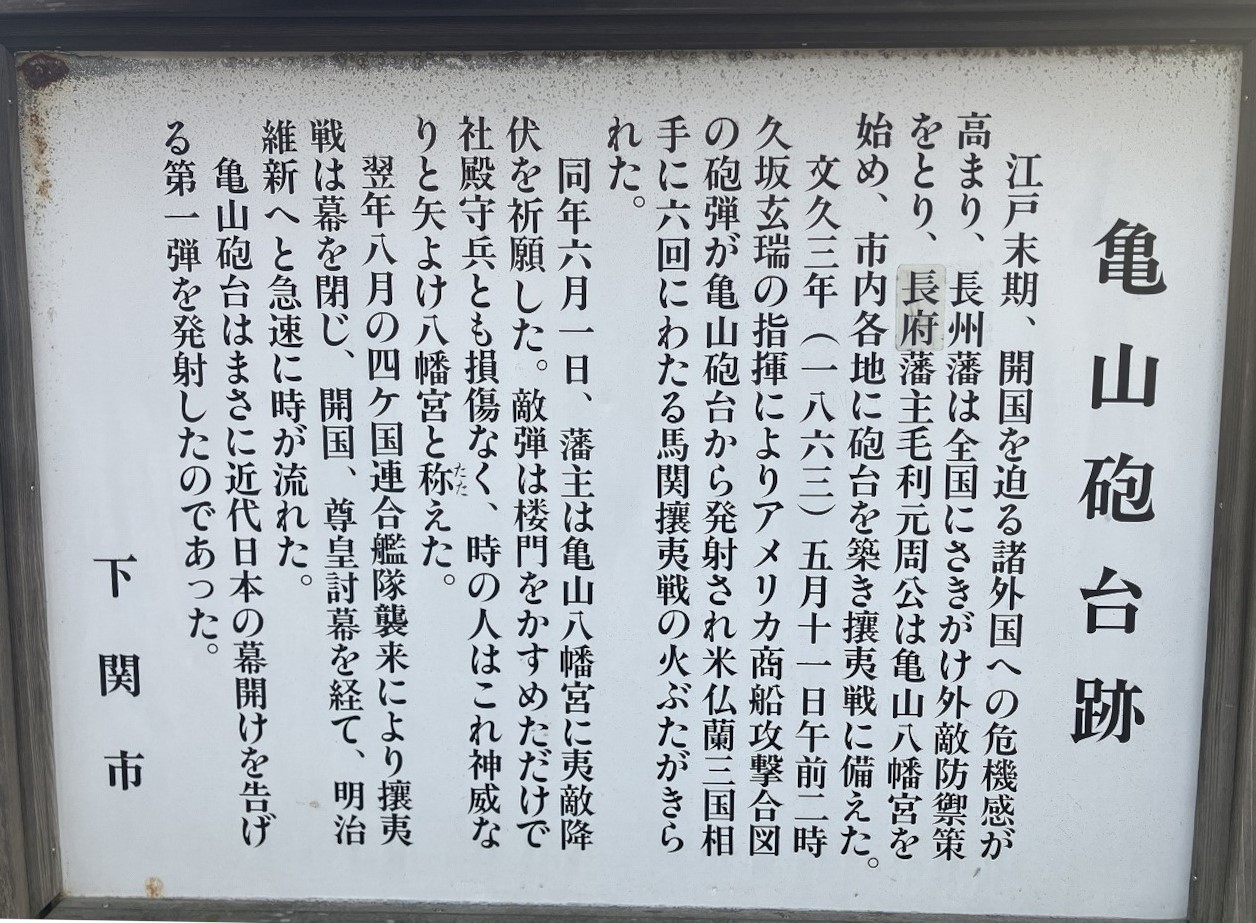 亀山砲台跡
江戸末期、開国を迫る諸外国への危機感が
高まり、長州藩は全国にさきがけ外敵防禦策
をとり、長府藩主毛利元周公は亀山八幡宮を
始め、市内各地に砲台を築き攘夷戦に備えた。
文久三年（一八六三）五月十一日午前二時
久坂玄瑞の指揮によりアメリカ商船攻撃合図
の砲弾が亀山砲台から発射され米仏蘭三国相
手に六回にわたる馬関攘夷戦の火ぶたがきら
れた。
同年六月一日、藩主は亀山八幡宮に夷敵降
伏を祈願した。敵弾は楼門をかすめただけで
社殿守兵とも損傷なく、時の人はこれ神威な
りと矢よけ八幡宮と称えた。
たた
翌年八月の四ケ国連合艦隊襲来により攘夷
戦は幕を閉じ、開国、尊皇討幕を経て、明治
維新へと急速に時が流れた。
亀山砲台はまさに近代日本の幕開けを告げ
る第一弾を発射したのであった。
下関市